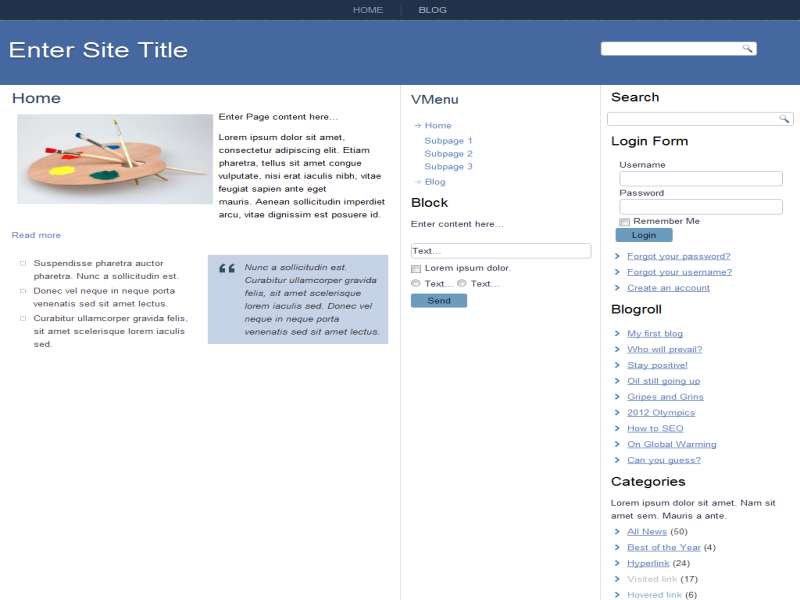 HOME
BLOG
Enter Site Title
Home
Enter Page content here...
Lorem ipsum dolor sit amet,
consectetur adipiscing elit. Etiam
pharetra, tellus sit amet congue
vulputate, nisi erat iaculis nibh, vitae
feugiat sapien ante eget
mauris. Aenean sollicitudin imperdiet
arcu, vitae dignissim est posuere id.
Read more
Suspendisse pharetra auctor
pharetra. Nunc a sollicitudin est.
Donec vel neque in neque porta
venenatis sed sit amet lectus.
Curabitur ullamcorper gravida felis,
sit amet scelerisque lorem iaculis
sed.
Nunc a sollicitudin est.
Curabitur ullamcorper gravida
felis, sit amet scelerisque
lorem iaculis sed. Donec vel
neque in neque porta
venenatis sed sit amet lectus.
VMenu
Home
Subpage 1
Subpage 2
Subpage 3
Blog
Block
Enter content here...
Text...
Lorem ipsum dolor.
Text... Text...
Send
Search
Login Form
Username
Password
Remember Me
Login
Forgot your password?
Forgot your username?
Create an account
Blogroll
My first blog
Who will prevail?
Stay positive!
Oil still going up
Gripes and Grins
2012 Olympics
How to SEO
On Global Warming
Can you guess?
Categories
Lorem ipsum dolor sit amet. Nam sit
amet sem. Mauris a ante.
All News (50)
Best of the Year (4)
Hyperlink (24)
Visited link (17)
Hovered link (6)